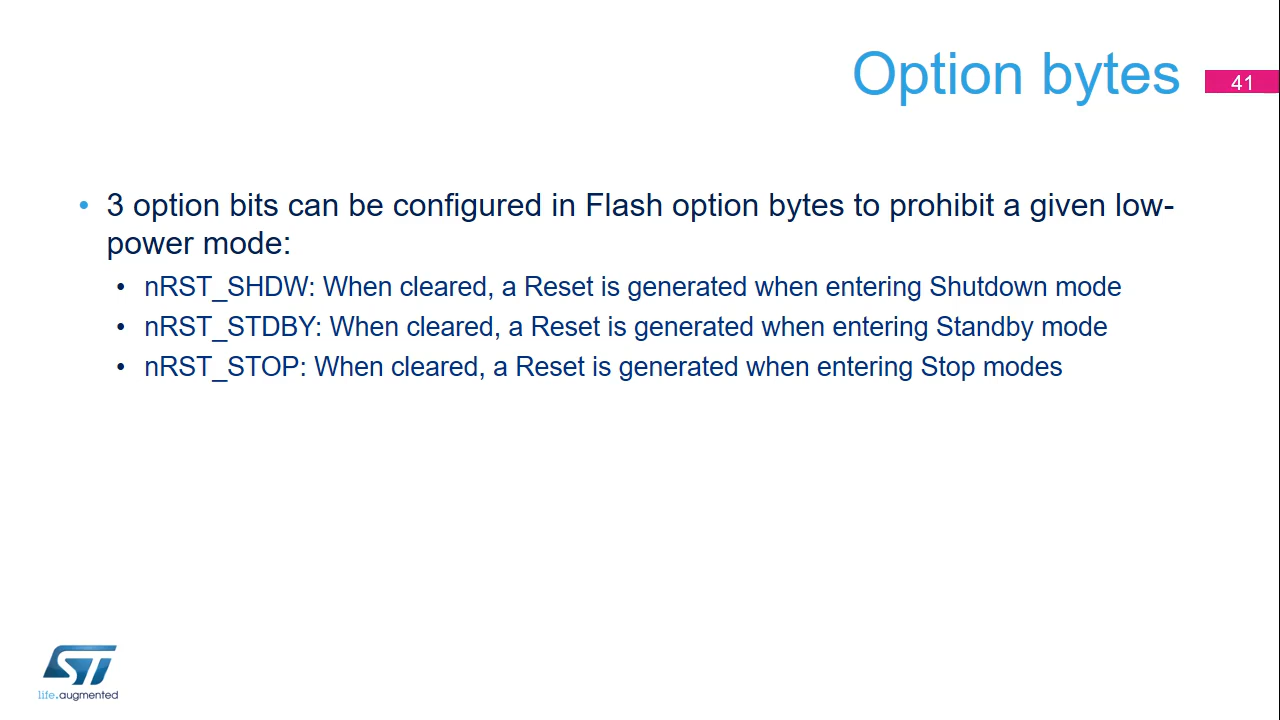 Option bytes
41
• 3 option bits can be configured in Flash option bytes to prohibit a given low-
power mode:
• nRST_SHDW: When cleared, a Reset is generated when entering Shutdown mode
• nRST_STDBY: When cleared, a Reset is generated when entering Standby mode
• nRST_STOP: When cleared, a Reset is generated when entering Stop modes
ST
life.augmented